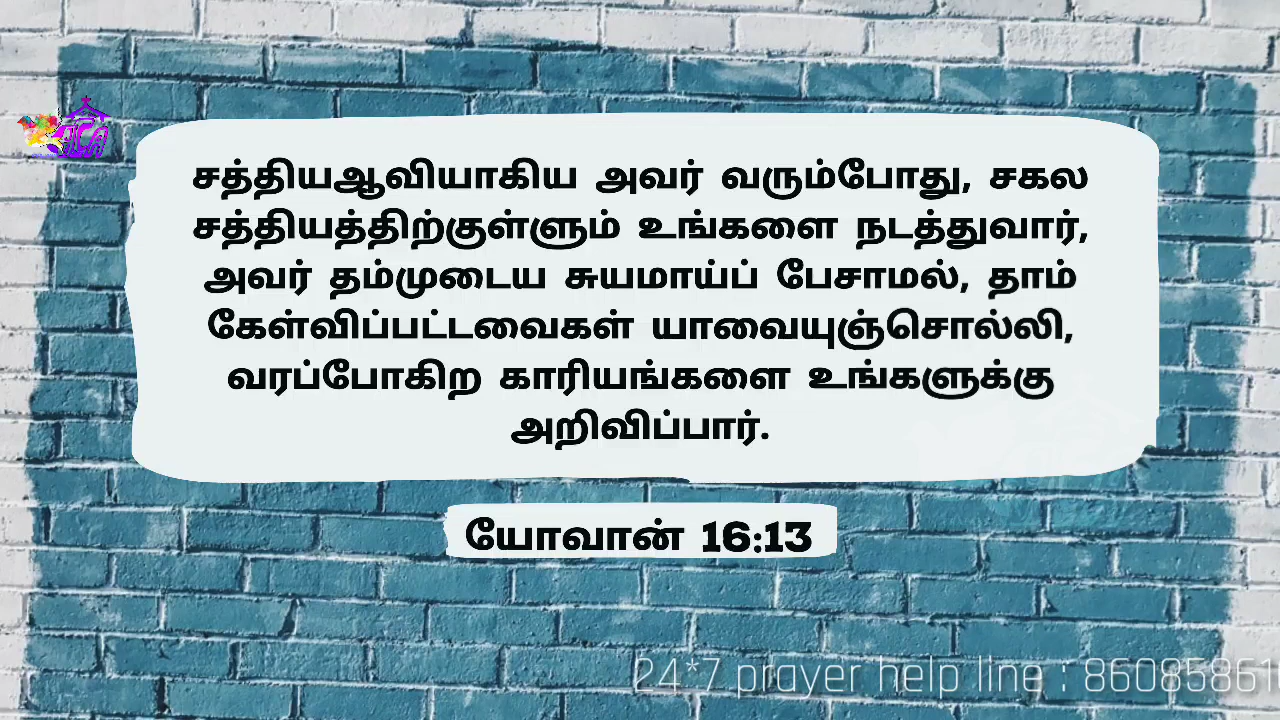 சத்தியஆவியாகிய அவர் வரும்போது, சகல
சத்தியத்திற்குள்ளும் உங்களை நடத்துவார்,
அவர் தம்முடைய சுயமாய்ப் பேசாமல், தாம்
கேள்விப்பட்டவைகள் யாவையுஞ்சொல்லி,
வரப்போகிற காரியங்களை உங்களுக்கு
அறிவிப்பார்.
யோவான் 16:13
24*7 prayer help line : 86085861